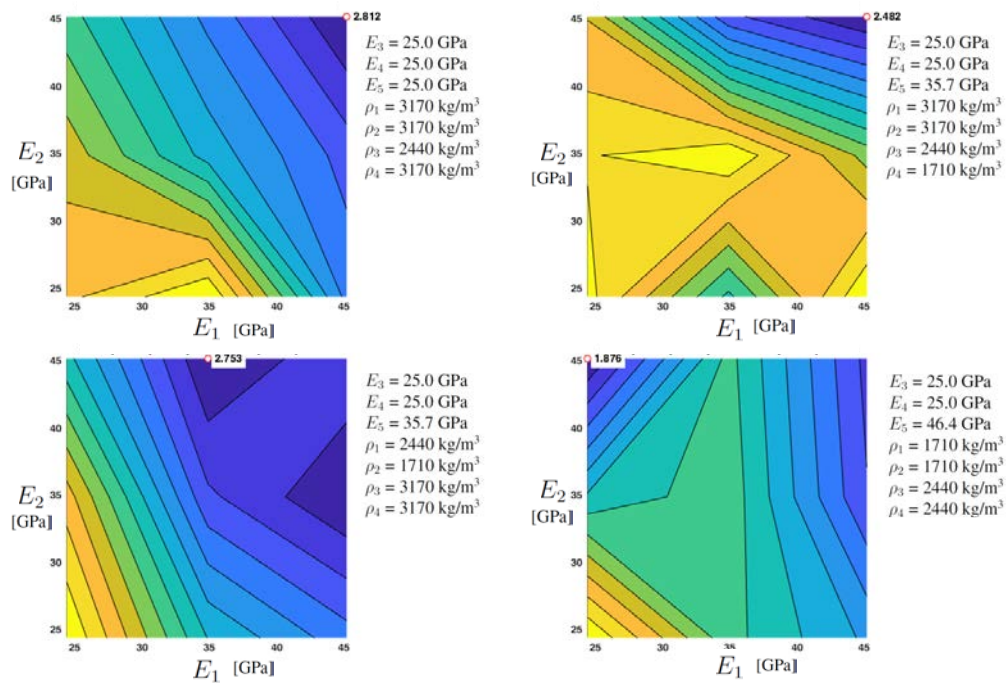 45
2.812
40
35
30
25
E₂
[GPa]
25 30 35 40 45
E₁ [GPa]
E₃ = 25.0 GPa
E₄ = 25.0 GPa
E₅ = 25.0 GPa
ρ₁ = 3170 kg/m³
ρ₂ = 3170 kg/m³
ρ₃ = 2440 kg/m³
ρ₄ = 3170 kg/m³
45
2.482
40
35
30
25
E₂
[GPa]
25 30 35 40 45
E₁ [GPa]
E₃ = 25.0 GPa
E₄ = 25.0 GPa
E₅ = 35.7 GPa
ρ₁ = 3170 kg/m³
ρ₂ = 3170 kg/m³
ρ₃ = 2440 kg/m³
ρ₄ = 1710 kg/m³
45
2.753
40
35
30
25
E₂
[GPa]
25 30 35 40 45
E₁ [GPa]
E₃ = 25.0 GPa
E₄ = 25.0 GPa
E₅ = 35.7 GPa
ρ₁ = 2440 kg/m³
ρ₂ = 1710 kg/m³
ρ₃ = 3170 kg/m³
ρ₄ = 3170 kg/m³
45
1.876
40
35
30
25
E₂
[GPa]
25 30 35 40 45
E₁ [GPa]
E₃ = 25.0 GPa
E₄ = 25.0 GPa
E₅ = 46.4 GPa
ρ₁ = 1710 kg/m³
ρ₂ = 1710 kg/m³
ρ₃ = 2440 kg/m³
ρ₄ = 2440 kg/m³